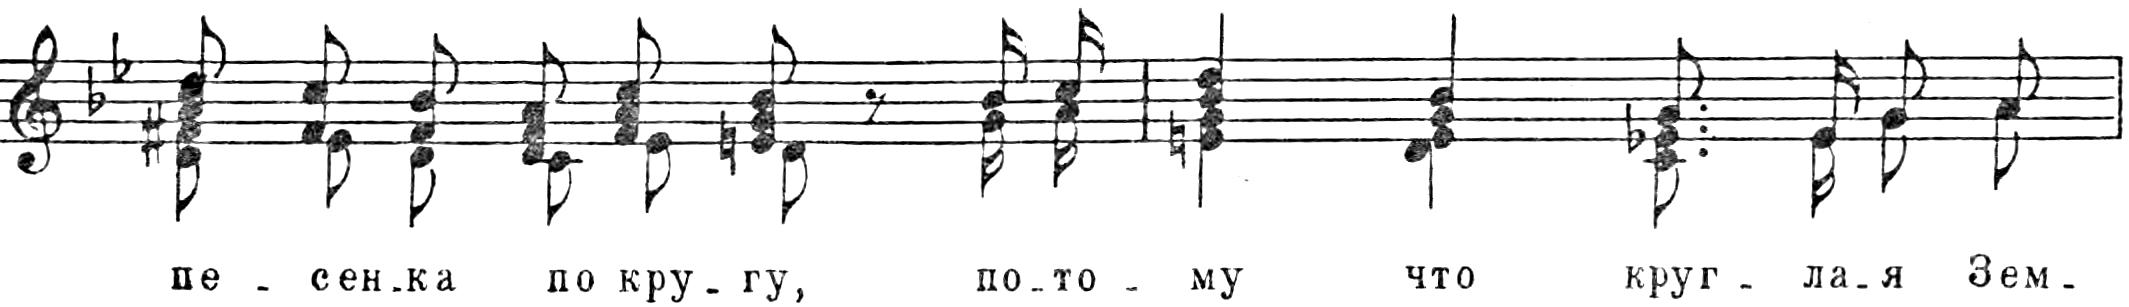 пе - сен-ка по кру-гу, по-то - му что круг - ла-я Зем-